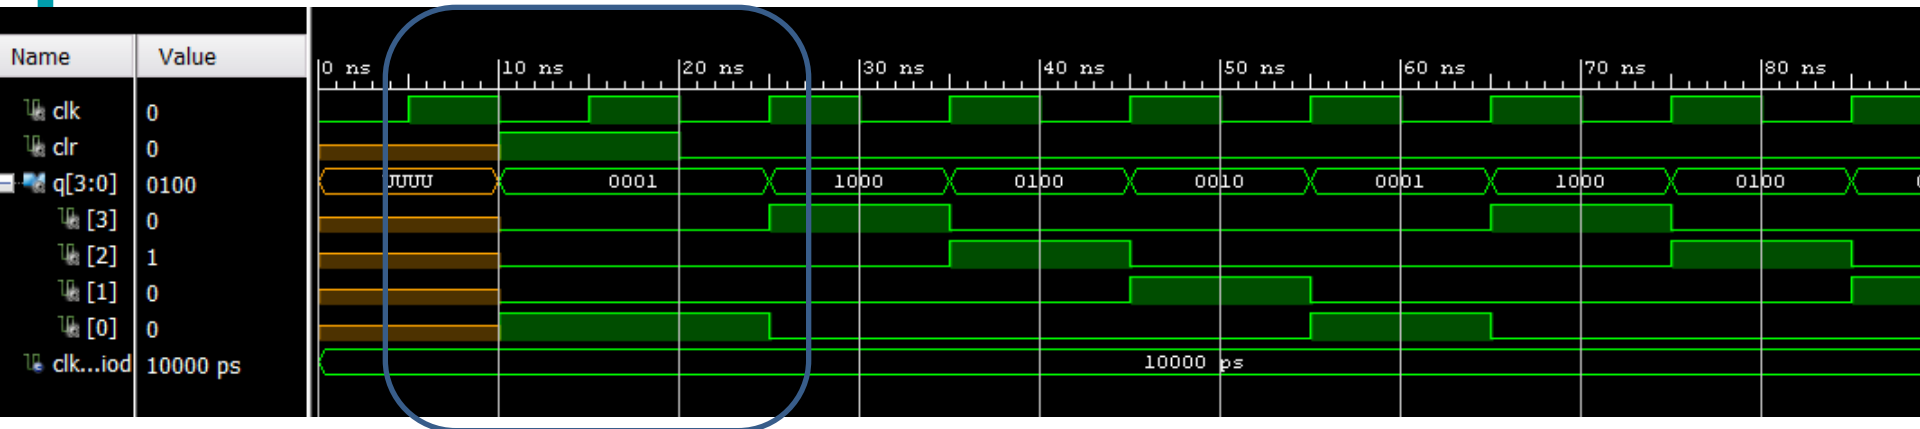 Name Value 0 ns 10 ns 20 ns 30 ns 40 ns 50 ns 60 ns 70 ns 80 ns
clk 0
clr 0
q[3:0] 0100 UUUU 0001 1000 0100 0010 0001 1000 0100
[3] 0
[2] 1
[1] 0
[0] 0
clk...iod 10000 ps 10000 ps